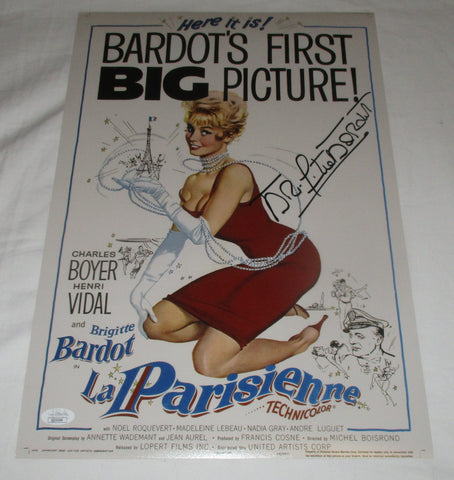 Here it is!
BARDOT'S FIRST
BIG PICTURE!
CHARLES
BOYER
HENRI
VIDAL
and Brigitte
Bardot
IN
La Parisienne
TECHNICOLOR®
with NOEL ROQUEVERT · MADELEINE LEBEAU · NADIA GRAY · ANDRE LUGUET
Original Screenplay by ANNETTE WADEMANT and JEAN AUREL · Produced by FRANCIS COSNE · Directed by MICHEL BOISROND
Released by LOPERT FILMS INC. · Distributed thru UNITED ARTISTS CORP